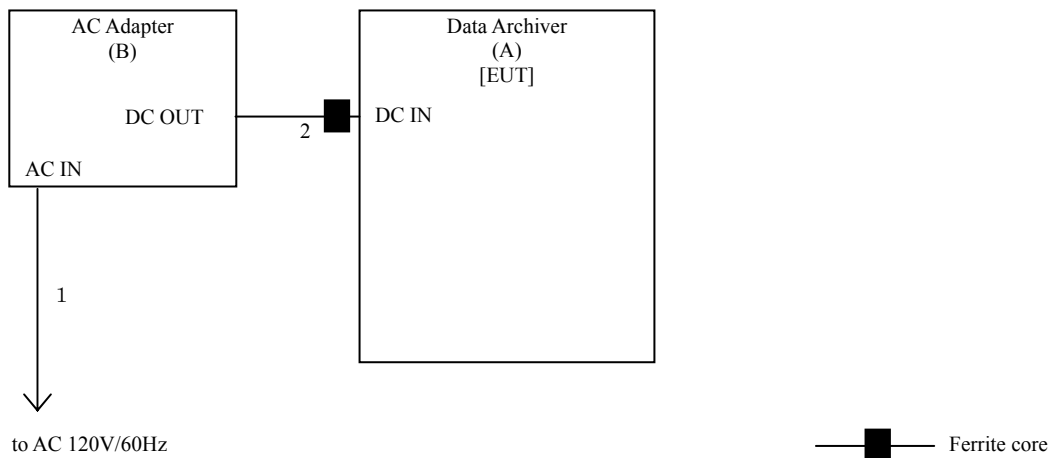 AC Adapter
(B)
DC OUT
AC IN
Data Archiver
(A)
[EUT]
DC IN
2
1
to AC 120V/60Hz
Ferrite core